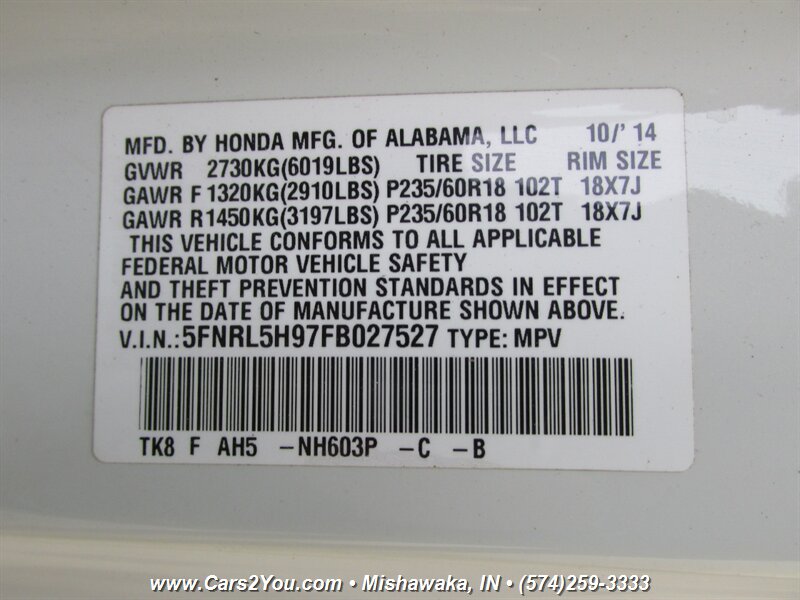 MFD. BY HONDA MFG. OF ALABAMA, LLC 10/' 14
GVWR 2730KG(6019LBS) TIRE SIZE RIM SIZE
GAWR F 1320KG(2910LBS) P235/60R18 102T 18X7J
GAWR R 1450KG(3197LBS) P235/60R18 102T 18X7J
THIS VEHICLE CONFORMS TO ALL APPLICABLE
FEDERAL MOTOR VEHICLE SAFETY
AND THEFT PREVENTION STANDARDS IN EFFECT
ON THE DATE OF MANUFACTURE SHOWN ABOVE.
V.I.N.:5FNRL5H97FB027527 TYPE: MPV
TK8 F AH5 -NH603P -C -B
www.Cars2You.com • Mishawaka, IN • (574)259-3333